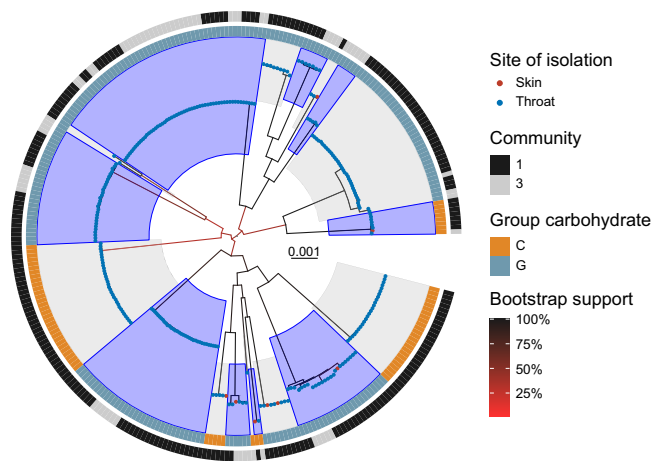 0.001
Site of isolation
Skin
Throat
Community
1
3
Group carbohydrate
C
G
Bootstrap support
100%
75%
50%
25%